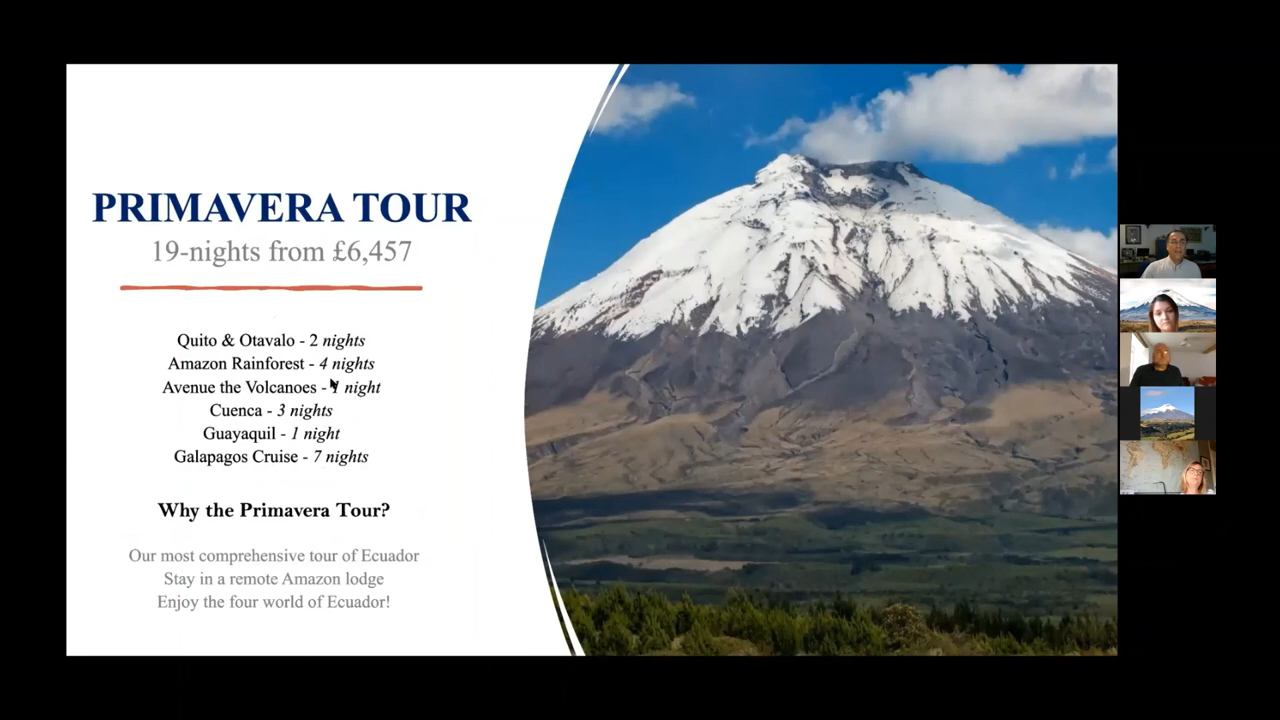 PRIMAVERA TOUR
19-nights from £6,457
Quito & Otavalo - 2 nights
Amazon Rainforest - 4 nights
Avenue the Volcanoes - night
Cuenca - 3 nights
Guayaquil - 1 night
Galapagos Cruise - 7 nights
Why the Primavera Tour?
Our most comprehensive tour of Ecuador
Stay in a remote Amazon lodge
Enjoy the four world of Ecuador!